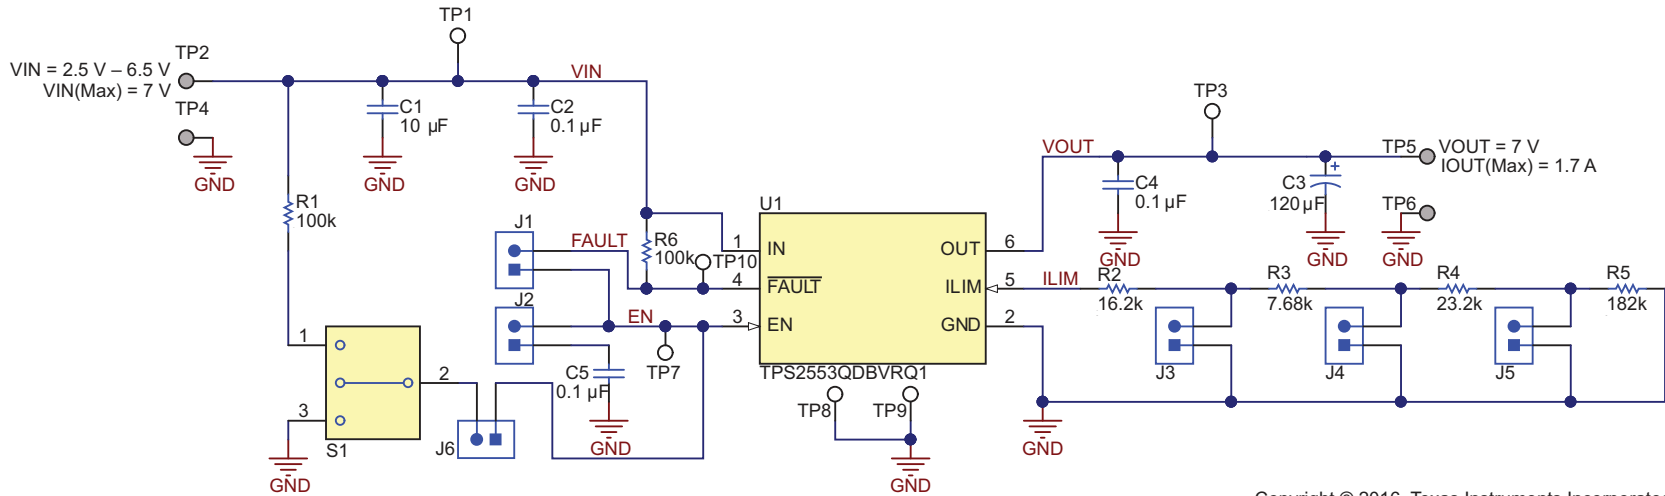 TP1
TP2
VIN = 2.5 V – 6.5 V
VIN(Max) = 7 V
TP4
GND
VIN
C1
10 µF
GND
C2
0.1 µF
GND
R1
100k
J1
FAULT
R6
100k
TP10
J2
EN
TP7
C5
0.1 µF
GND
1
2
3
S1
GND
J6
U1
1
IN
4
FAULT
3
EN
OUT
6
ILIM
5
GND
2
TPS2553QDBVRQ1
TP8
TP9
GND
TP3
VOUT
C4
0.1 µF
GND
C3
+
120 µF
GND
TP5
VOUT = 7 V
IOUT(Max) = 1.7 A
TP6
GND
ILIM
R2
16.2k
R3
7.68k
R4
23.2k
R5
182k
J3
J4
J5
GND